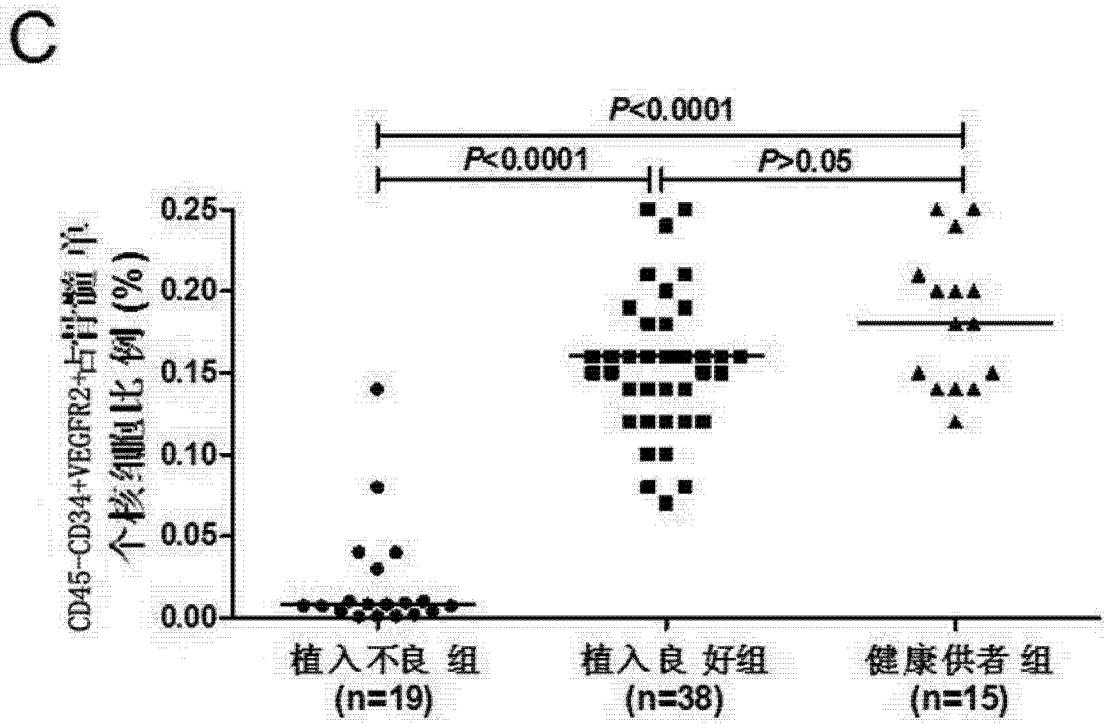 C
P<0.0001
P<0.0001
P>0.05
CD45-CD34+VEGFR2+占骨髓 单
个核细胞比 例 (%)
0.25
0.20
0.15
0.10
0.05
0.00
植入不良 组
(n=19)
植入良 好组
(n=38)
健康供者 组
(n=15)